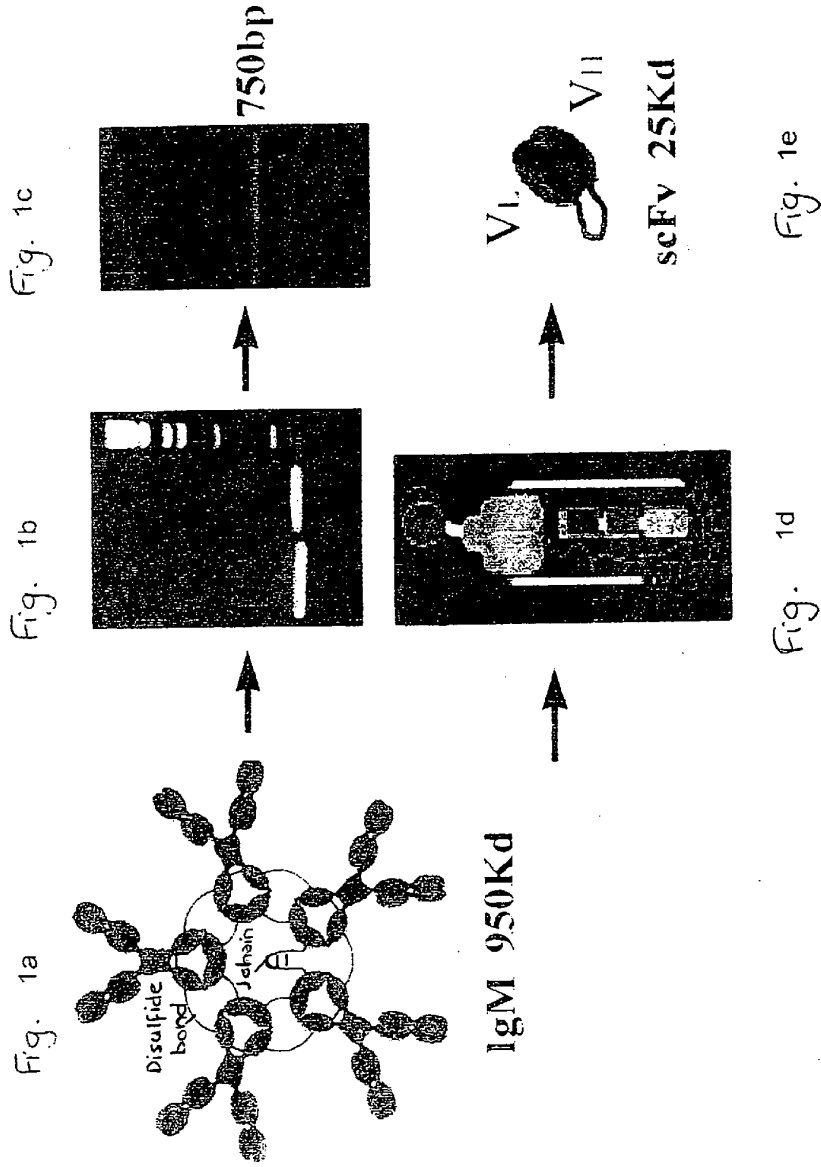 Fig. 1a
Disulfide
bond
Jchain
IgM 950Kd
Fig. 1b
Fig. 1c
750bp
Fig. 1d
VL
VH
scFv 25Kd
Fig. 1e